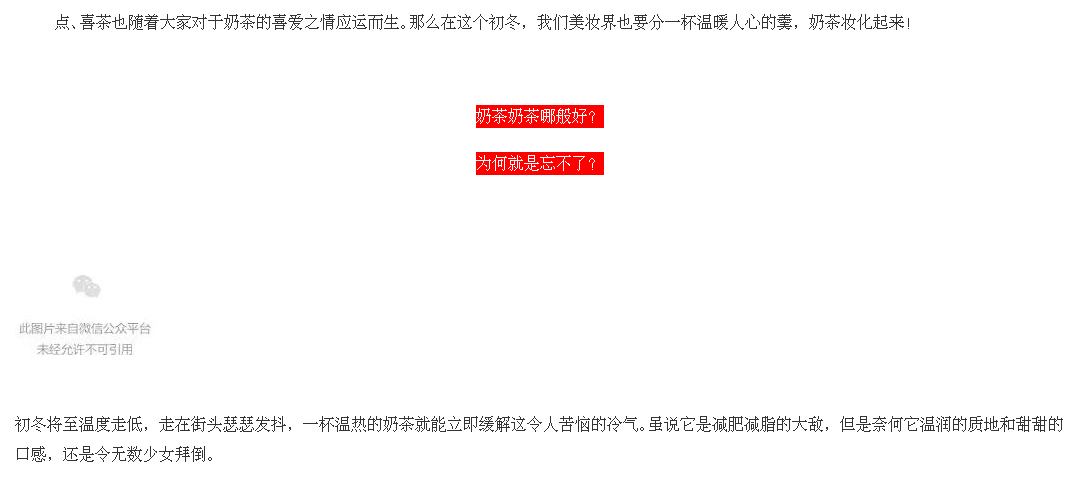 点、喜茶也随着大家对于奶茶的喜爱之情应运而生。那么在这个初冬，我们美妆界也要分一杯温暖人心的羹，奶茶妆化起来！
奶茶奶茶哪般好？
为何就是忘不了？
此图片来自微信公众平台
未经允许不可引用
初冬将至温度走低，走在街头瑟瑟发抖，一杯温热的奶茶就能立即缓解这令人苦恼的冷气。虽说它是减肥减脂的大敌，但是奈何它温润的质地和甜甜的
口感，还是令无数少女拜倒。